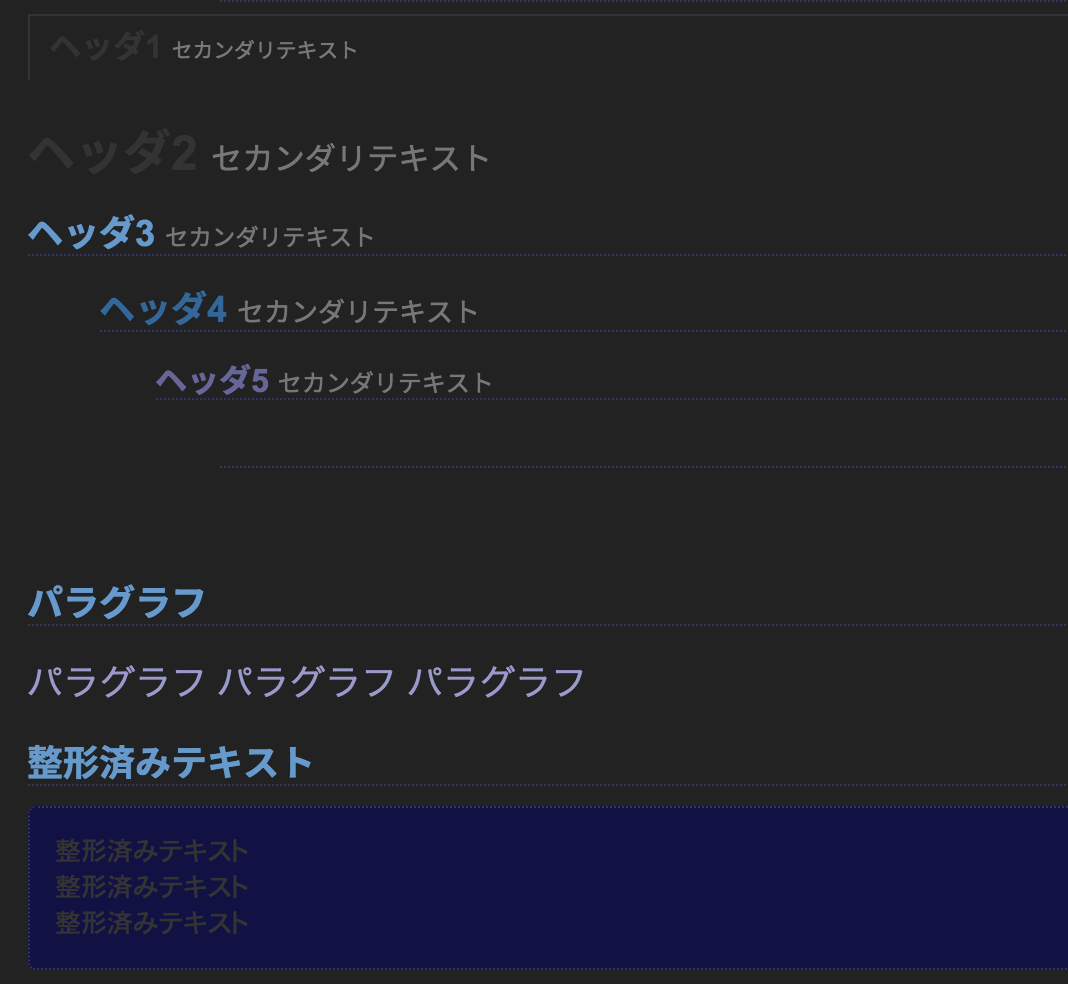 ヘッダ1 セカンダリテキスト
ヘッダ2 セカンダリテキスト
ヘッダ3 セカンダリテキスト
ヘッダ4 セカンダリテキスト
ヘッダ5 セカンダリテキスト
パラグラフ
パラグラフ パラグラフ パラグラフ
整形済みテキスト
整形済みテキスト
整形済みテキスト
整形済みテキスト